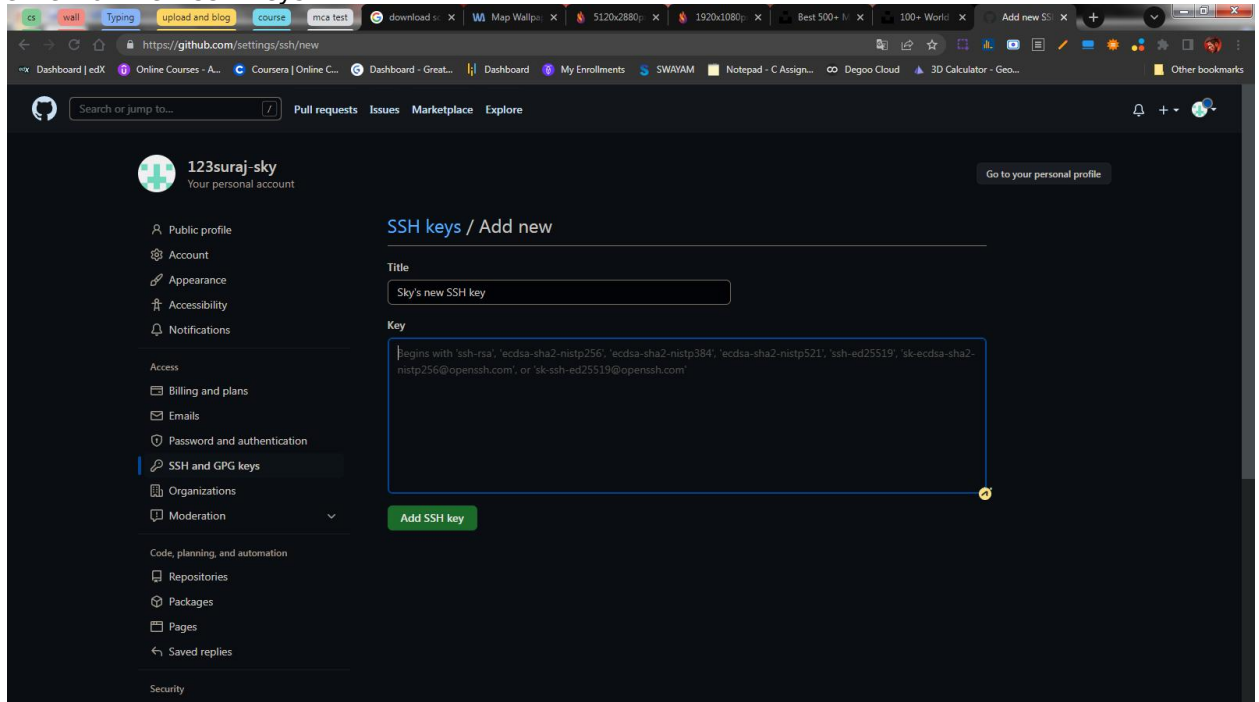 cs wall Typing upload and blog course mca test download sc Map Wallpa 5120x2880p 1920x1080p Best 500+ M 100+ World Add new SS
https://github.com/settings/ssh/new
Dashboard | edX Online Courses - A... Coursera | Online C... Dashboard - Great... Dashboard My Enrollments SWAYAM Notepad - C Assign... Degoo Cloud 3D Calculator - Geo... Other bookmarks
Search or jump to... / Pull requests Issues Marketplace Explore
123suraj-sky
Your personal account
Go to your personal profile
Public profile
Account
Appearance
Accessibility
Notifications
Access
Billing and plans
Emails
Password and authentication
SSH and GPG keys
Organizations
Moderation
Code, planning, and automation
Repositories
Packages
Pages
Saved replies
Security
SSH keys / Add new
Title
Sky's new SSH key
Key
Begins with 'ssh-rsa', 'ecdsa-sha2-nistp256', 'ecdsa-sha2-nistp384', 'ecdsa-sha2-nistp521', 'ssh-ed25519', 'sk-ecdsa-sha2-
nistp256@openssh.com', or 'sk-ssh-ed25519@openssh.com'
Add SSH key